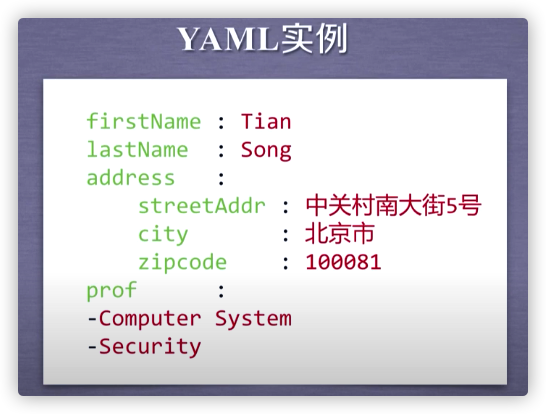 YAML实例
firstName : Tian
lastName  : Song
address   :
    streetAddr : 中关村南大街5号
    city       : 北京市
    zipcode    : 100081
prof      :
-Computer System
-Security